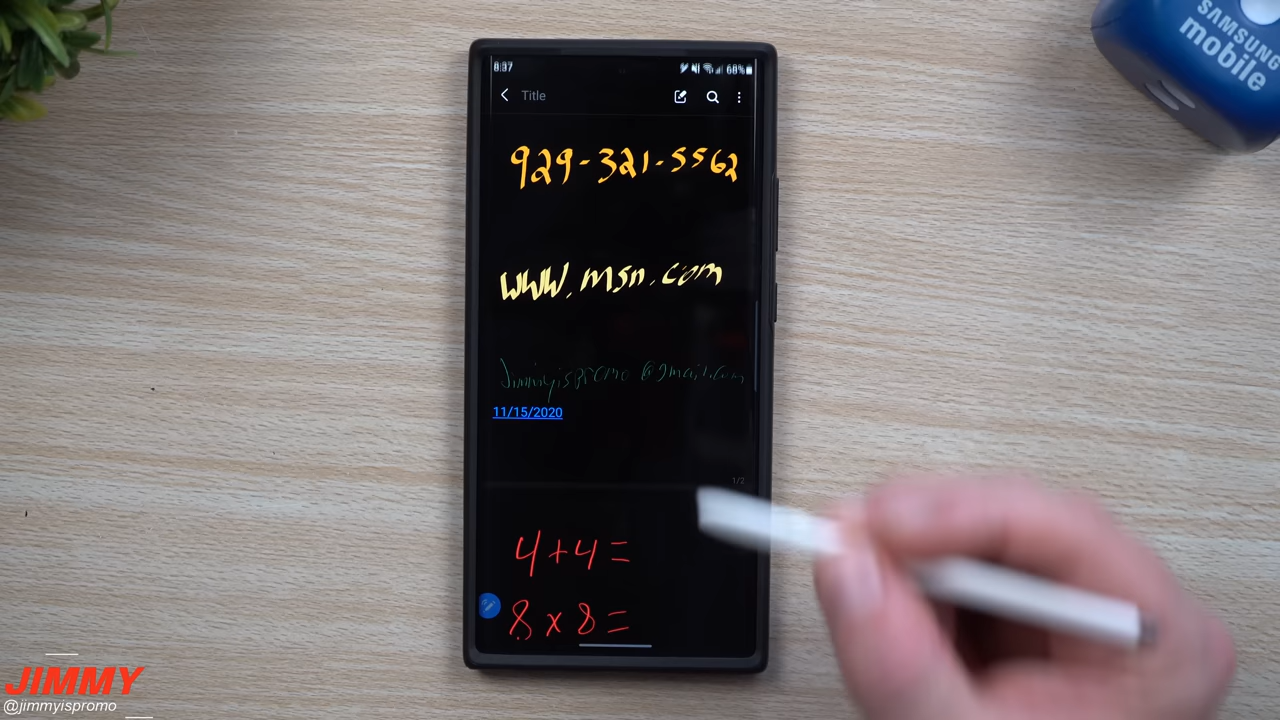 SAMSUNG
mobile
8:37
68%
Title
929-321-5562
www.msn.com
Jimmyispromo@gmail.com
11/15/2020
1/2
4+4=
8x8=
JIMMY
@jimmyispromo